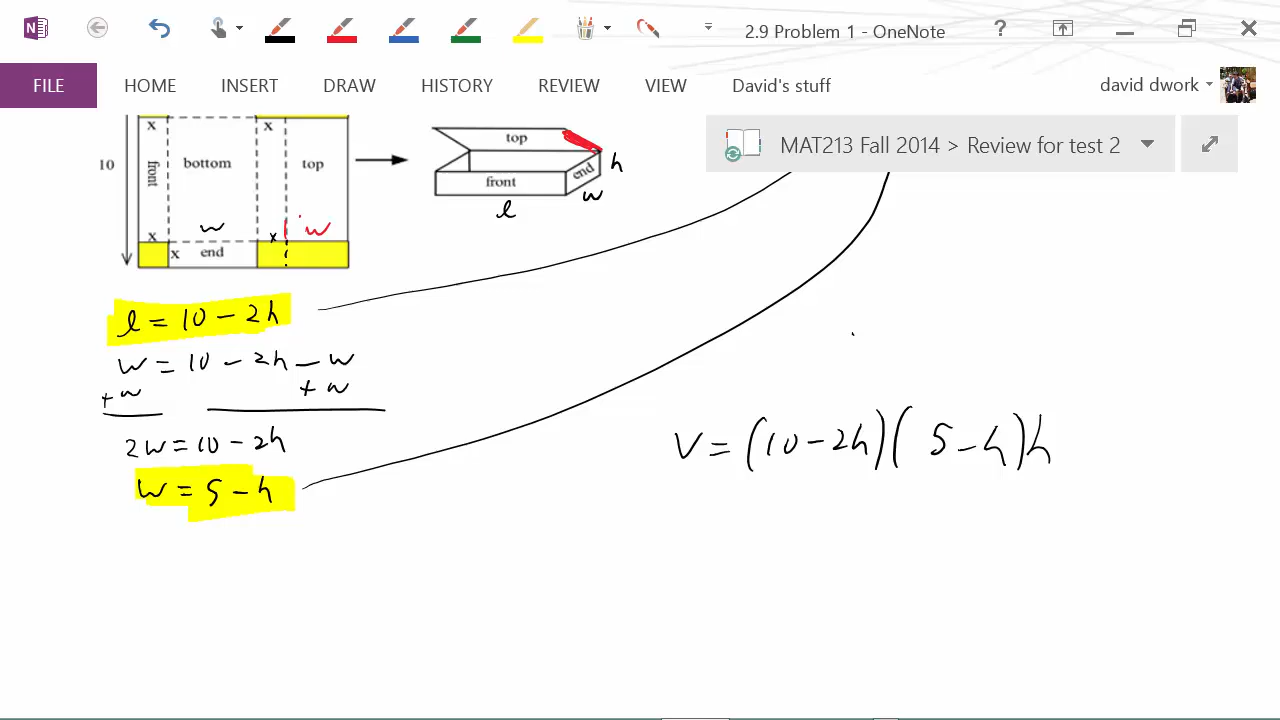 2.9 Problem 1 - OneNote
?
FILE HOME INSERT DRAW HISTORY REVIEW VIEW David's stuff
david dwork
MAT213 Fall 2014 > Review for test 2
x x
10
front
bottom
top
w
w
x
x
x
end
top
front
end
h
w
l
l = 10 - 2h
w = 10 - 2h - w
+ w + w
2w = 10 - 2h
w = 5 - h
V = (10 - 2h)(5 - h)h